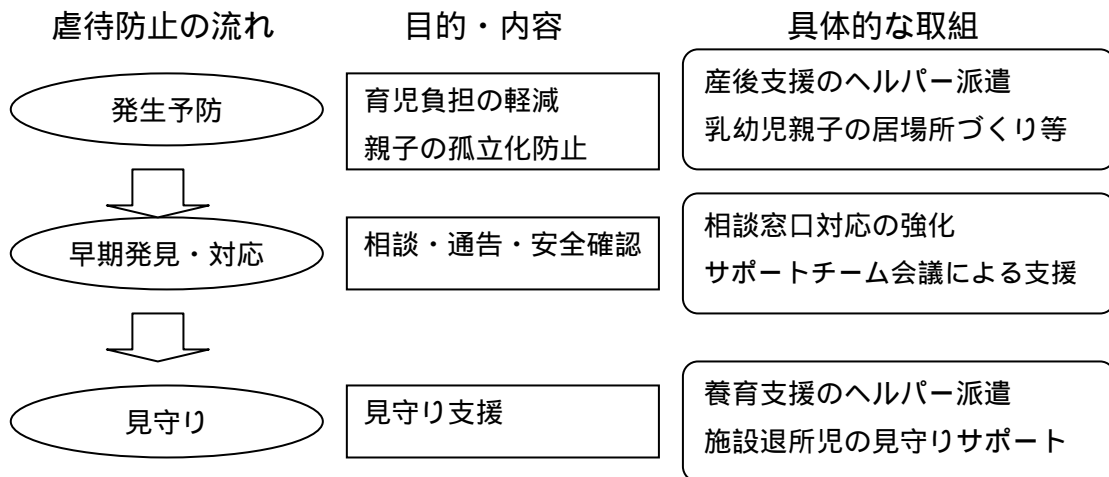 虐待防止の流れ
目的・内容
具体的な取組
発生予防
育児負担の軽減
親子の孤立化防止
産後支援のヘルパー派遣
乳幼児親子の居場所づくり等
早期発見・対応
相談・通告・安全確認
相談窓口対応の強化
サポートチーム会議による支援
見守り
見守り支援
養育支援のヘルパー派遣
施設退所児の見守りサポート